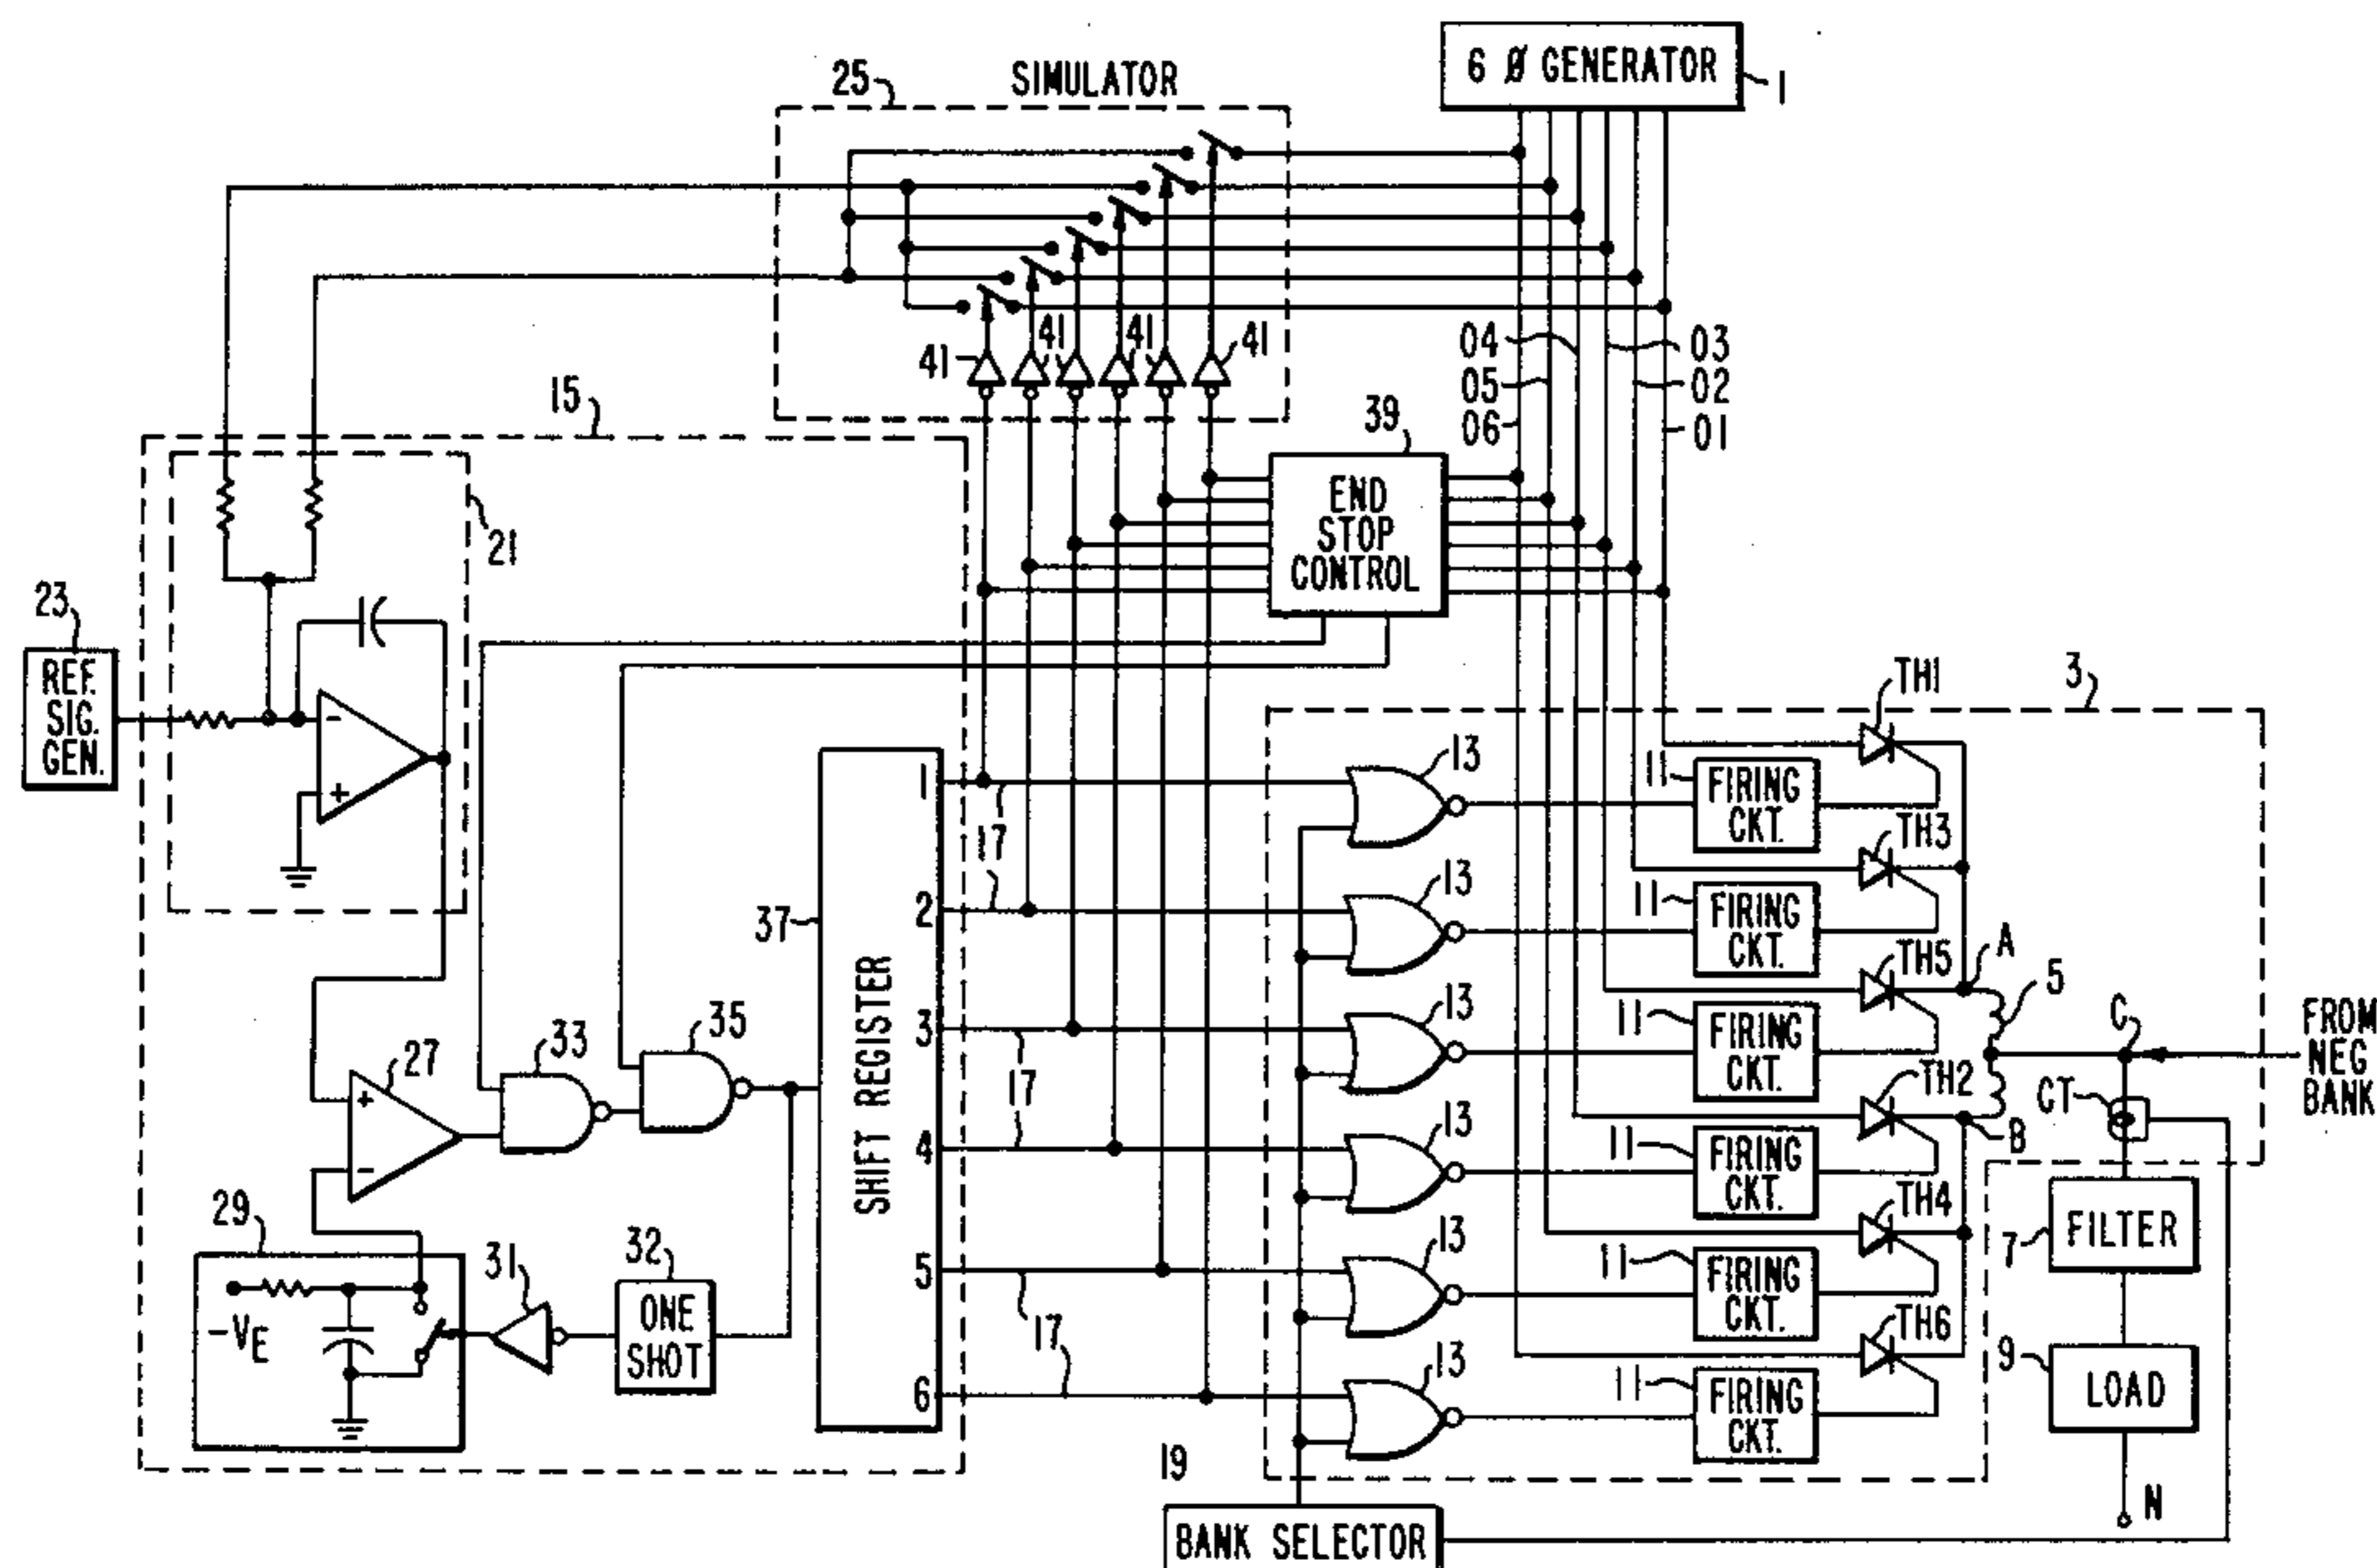 6 Ø GENERATOR
1
25
SIMULATOR
41
41
41
41
04
05
06
03
02
01
15
39
END
STOP
CONTROL
21
23
REF.
SIG.
GEN.
-
+
3
TH1
13
11
FIRING
CKT.
1
17
TH3
13
11
FIRING
CKT.
2
17
37
SHIFT REGISTER
TH5
A
5
13
11
FIRING
CKT.
3
17
C
FROM
NEG
BANK
27
+
-
33
35
TH2
CT
B
13
11
FIRING
CKT.
4
17
29
-VE
31
32
ONE
SHOT
TH4
13
11
FIRING
CKT.
5
17
7
FILTER
TH6
13
11
FIRING
CKT.
6
17
9
LOAD
N
19
BANK SELECTOR